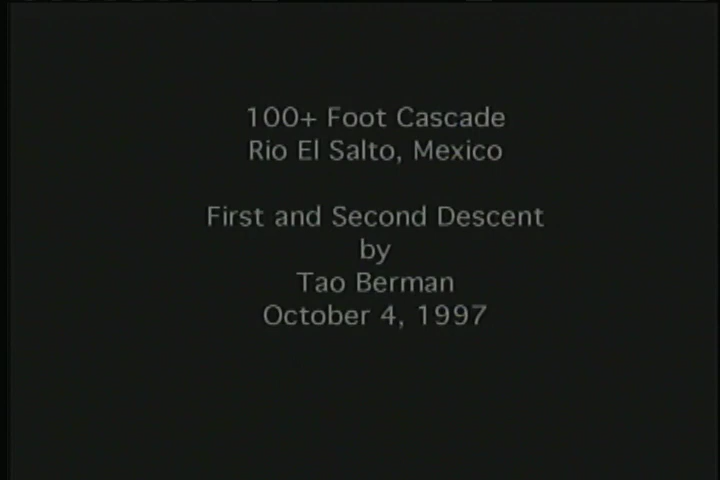 100+ Foot Cascade
Rio El Salto, Mexico
First and Second Descent
by
Tao Berman
October 4, 1997